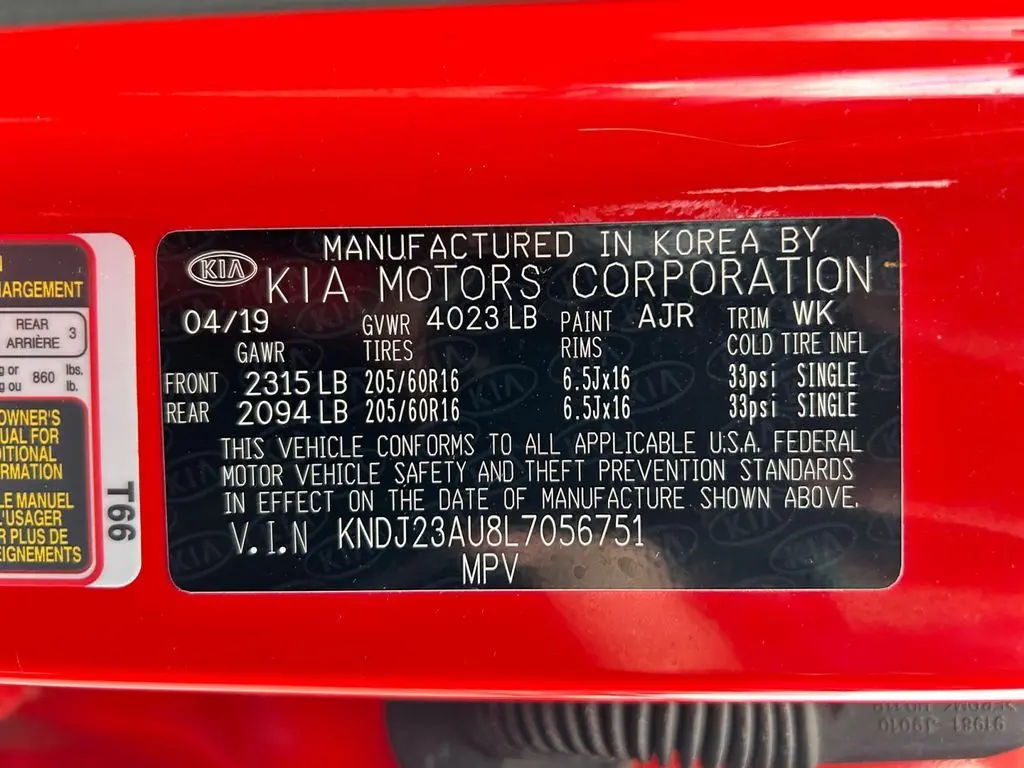 MANUFACTURED IN KOREA BY
KIA
KIA MOTORS CORPORATION
04/19 GVWR 4023 LB PAINT AJR TRIM WK
GAWR TIRES RIMS COLD TIRE INFL
FRONT 2315 LB 205/60R16 6.5Jx16 33psi SINGLE
REAR 2094 LB 205/60R16 6.5Jx16 33psi SINGLE
THIS VEHICLE CONFORMS TO ALL APPLICABLE U.S.A. FEDERAL
MOTOR VEHICLE SAFETY AND THEFT PREVENTION STANDARDS
IN EFFECT ON THE DATE OF MANUFACTURE SHOWN ABOVE.
V.I.N KNDJ23AU8L7056751
MPV
ARGEMENT
REAR
ARRIÈRE 3
g or
g ou 860 lbs.
lb.
OWNER'S
UAL FOR
DITIONAL
RMATION
LE MANUEL
L'USAGER
R PLUS DE
EIGNEMENTS
T66
91981 J9010